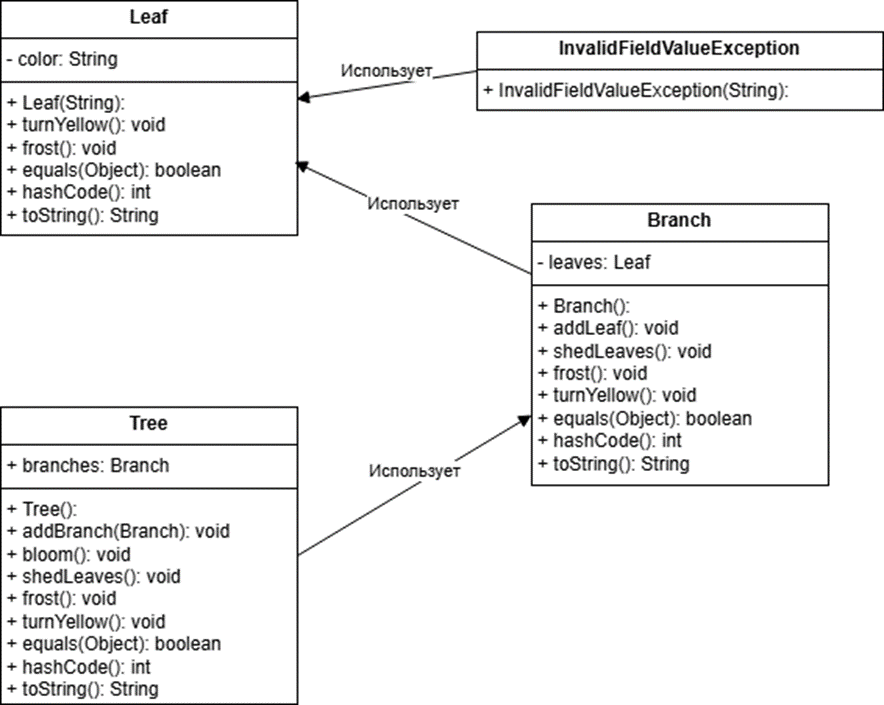 Leaf
- color: String
+ Leaf(String):
+ turnYellow(): void
+ frost(): void
+ equals(Object): boolean
+ hashCode(): int
+ toString(): String
Использует
InvalidFieldValueException
+ InvalidFieldValueException(String):
Использует
Branch
- leaves: Leaf
+ Branch():
+ addLeaf(): void
+ shedLeaves(): void
+ frost(): void
+ turnYellow(): void
+ equals(Object): boolean
+ hashCode(): int
+ toString(): String
Tree
+ branches: Branch
+ Tree():
+ addBranch(Branch): void
+ bloom(): void
+ shedLeaves(): void
+ frost(): void
+ turnYellow(): void
+ equals(Object): boolean
+ hashCode(): int
+ toString(): String
Использует